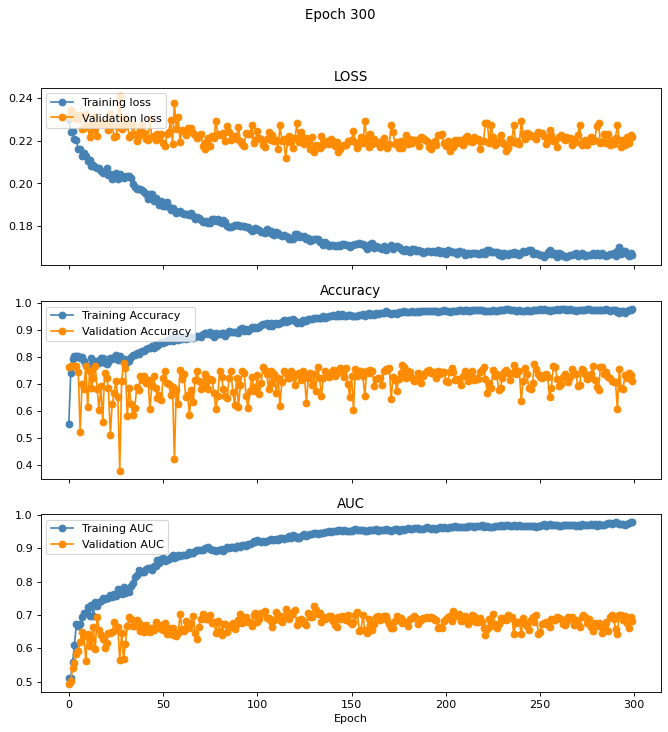 Epoch 300
LOSS
Training loss
Validation loss
0.24
0.22
0.20
0.18
Accuracy
Training Accuracy
Validation Accuracy
1.0
0.9
0.8
0.7
0.6
0.5
0.4
AUC
Training AUC
Validation AUC
1.0
0.9
0.8
0.7
0.6
0.5
0 50 100 150 200 250 300
Epoch